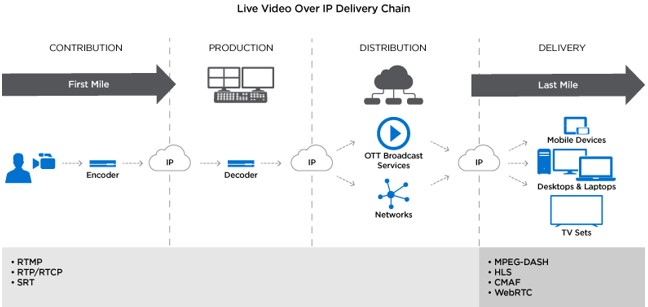 Live Video Over IP Delivery Chain
CONTRIBUTION
PRODUCTION
DISTRIBUTION
DELIVERY
First Mile
Last Mile
Encoder
IP
Decoder
IP
OTT Broadcast
Services
Networks
IP
Mobile Devices
Desktops & Laptops
TV Sets
• RTMP
• RTP/RTCP
• SRT
• MPEG-DASH
• HLS
• CMAF
• WebRTC